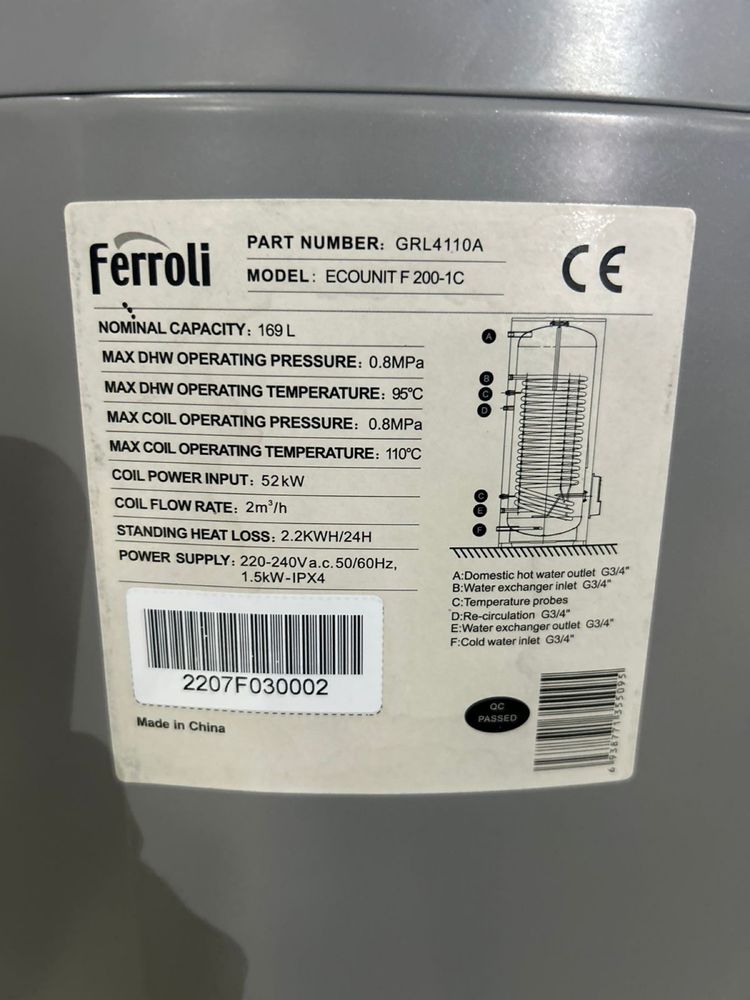 Ferroli
PART NUMBER: GRL4110A
MODEL: ECOUNIT F 200-1C
CE
NOMINAL CAPACITY: 169 L
MAX DHW OPERATING PRESSURE: 0.8MPa
MAX DHW OPERATING TEMPERATURE: 95°C
MAX COIL OPERATING PRESSURE: 0.8MPa
MAX COIL OPERATING TEMPERATURE: 110°C
COIL POWER INPUT: 52kW
COIL FLOW RATE: 2m³/h
STANDING HEAT LOSS: 2.2KWH/24H
POWER SUPPLY: 220-240Va.c.50/60Hz,
1.5kW-IPX4
A
B
C
D
C
E
F
A:Domestic hot water outlet G3/4"
B:Water exchanger inlet G3/4"
C:Temperature probes
D:Re-circulation G3/4"
E:Water exchanger outlet G3/4"
F:Cold water inlet G3/4"
2207F030002
Made in China
QC
PASSED
6938771355095